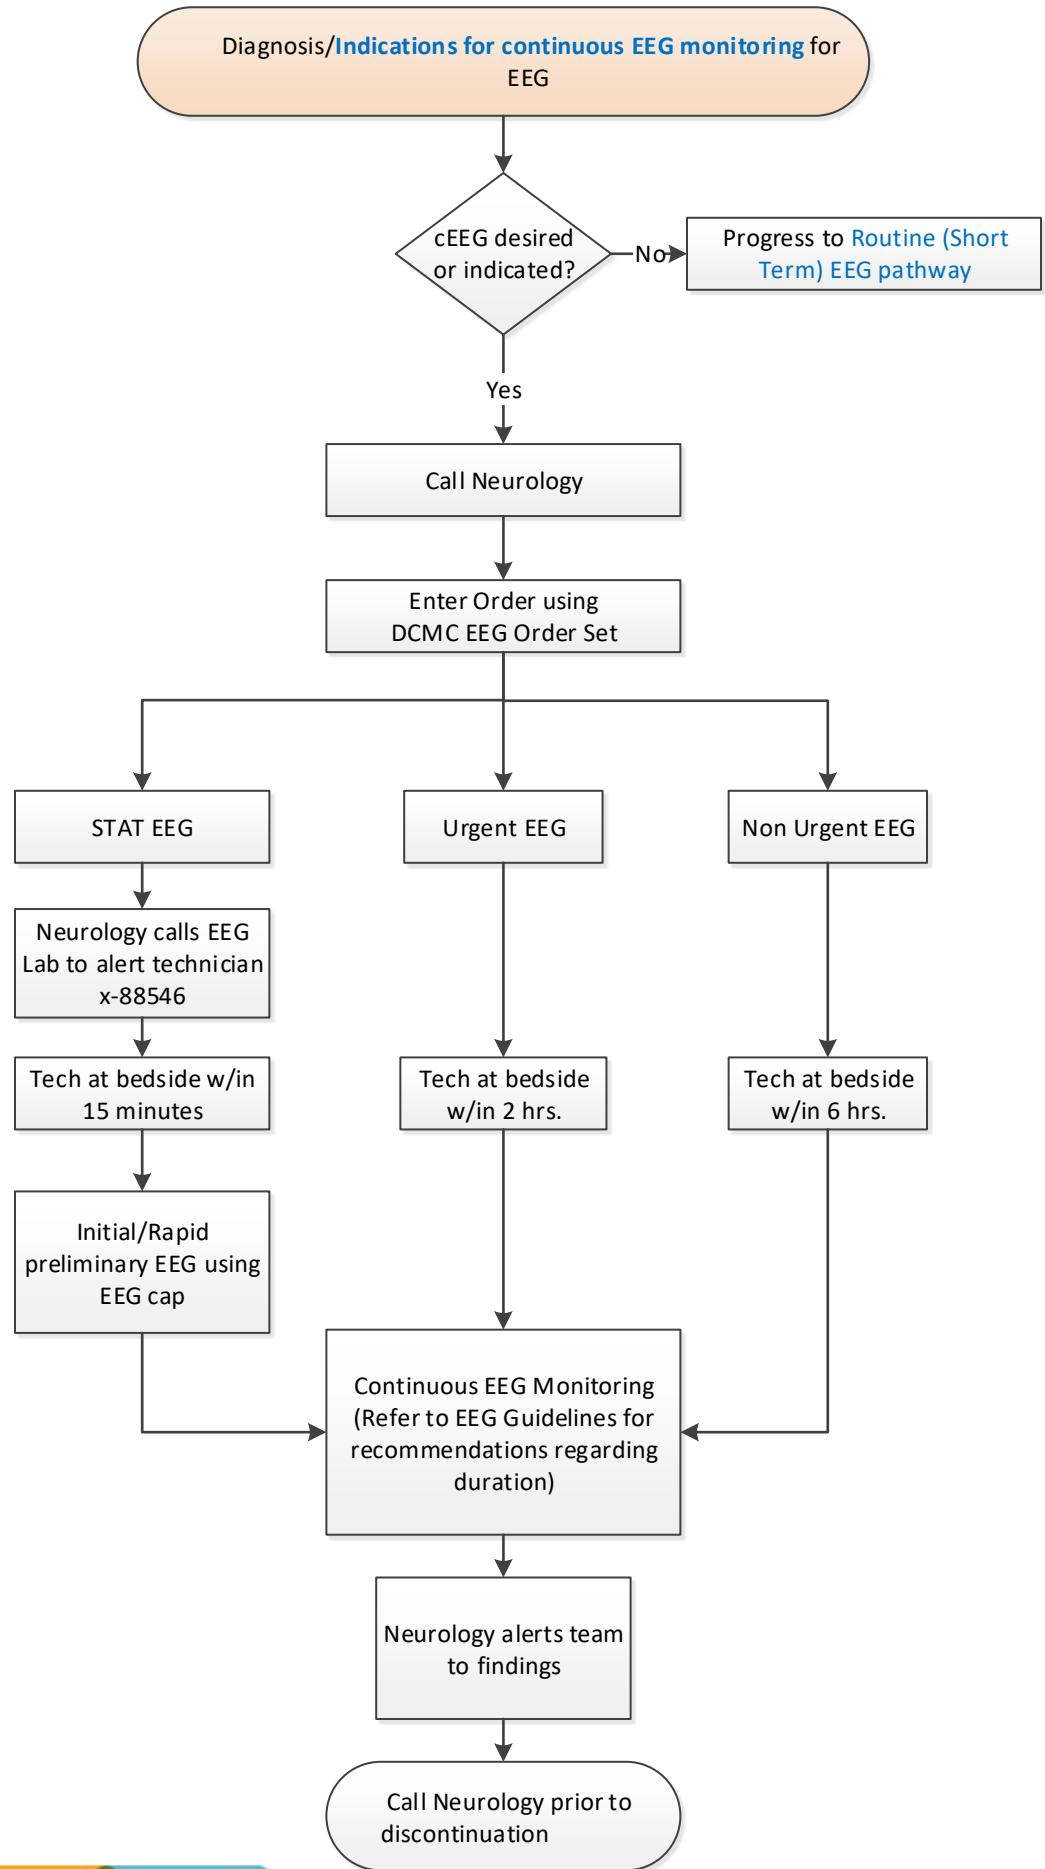 Diagnosis/Indications for continuous EEG monitoring for
EEG
cEEG desired
or indicated?
No
Progress to Routine (Short
Term) EEG pathway
Yes
Call Neurology
Enter Order using
DCMC EEG Order Set
STAT EEG
Urgent EEG
Non Urgent EEG
Neurology calls EEG
Lab to alert technician
x-88546
Tech at bedside w/in
15 minutes
Tech at bedside
w/in 2 hrs.
Tech at bedside
w/in 6 hrs.
Initial/Rapid
preliminary EEG using
EEG cap
Continuous EEG Monitoring
(Refer to EEG Guidelines for
recommendations regarding
duration)
Neurology alerts team
to findings
Call Neurology prior to
discontinuation